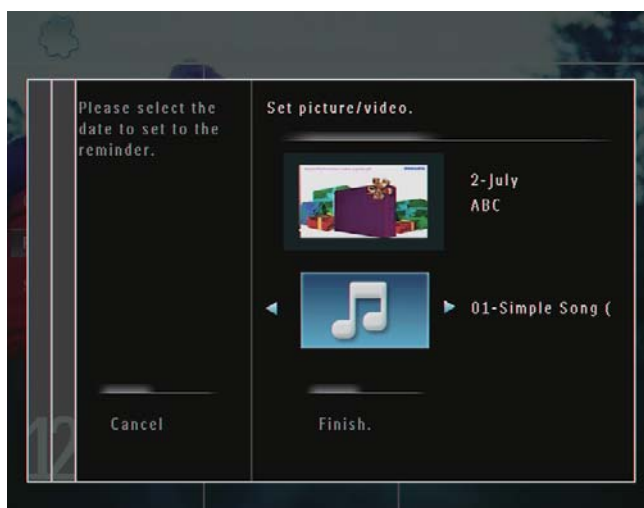 Please select the
date to set to the
reminder.
Set picture/video.
2-July
ABC
01-Simple Song (
Cancel
Finish.
12